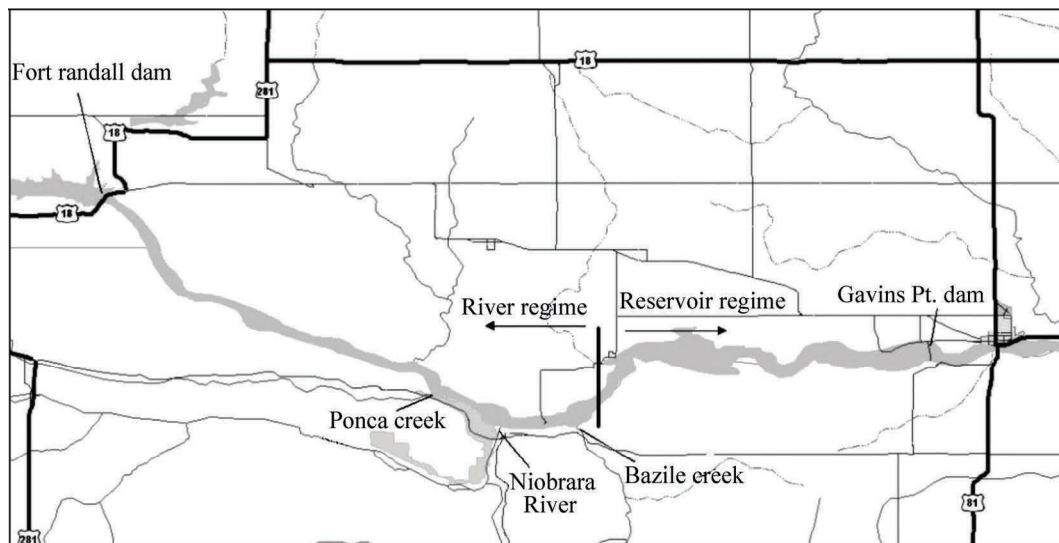 Fort randall dam
18
281
18
18
River regime
Reservoir regime
Gavins Pt. dam
Ponca creek
Niobrara
River
Bazile creek
281
81